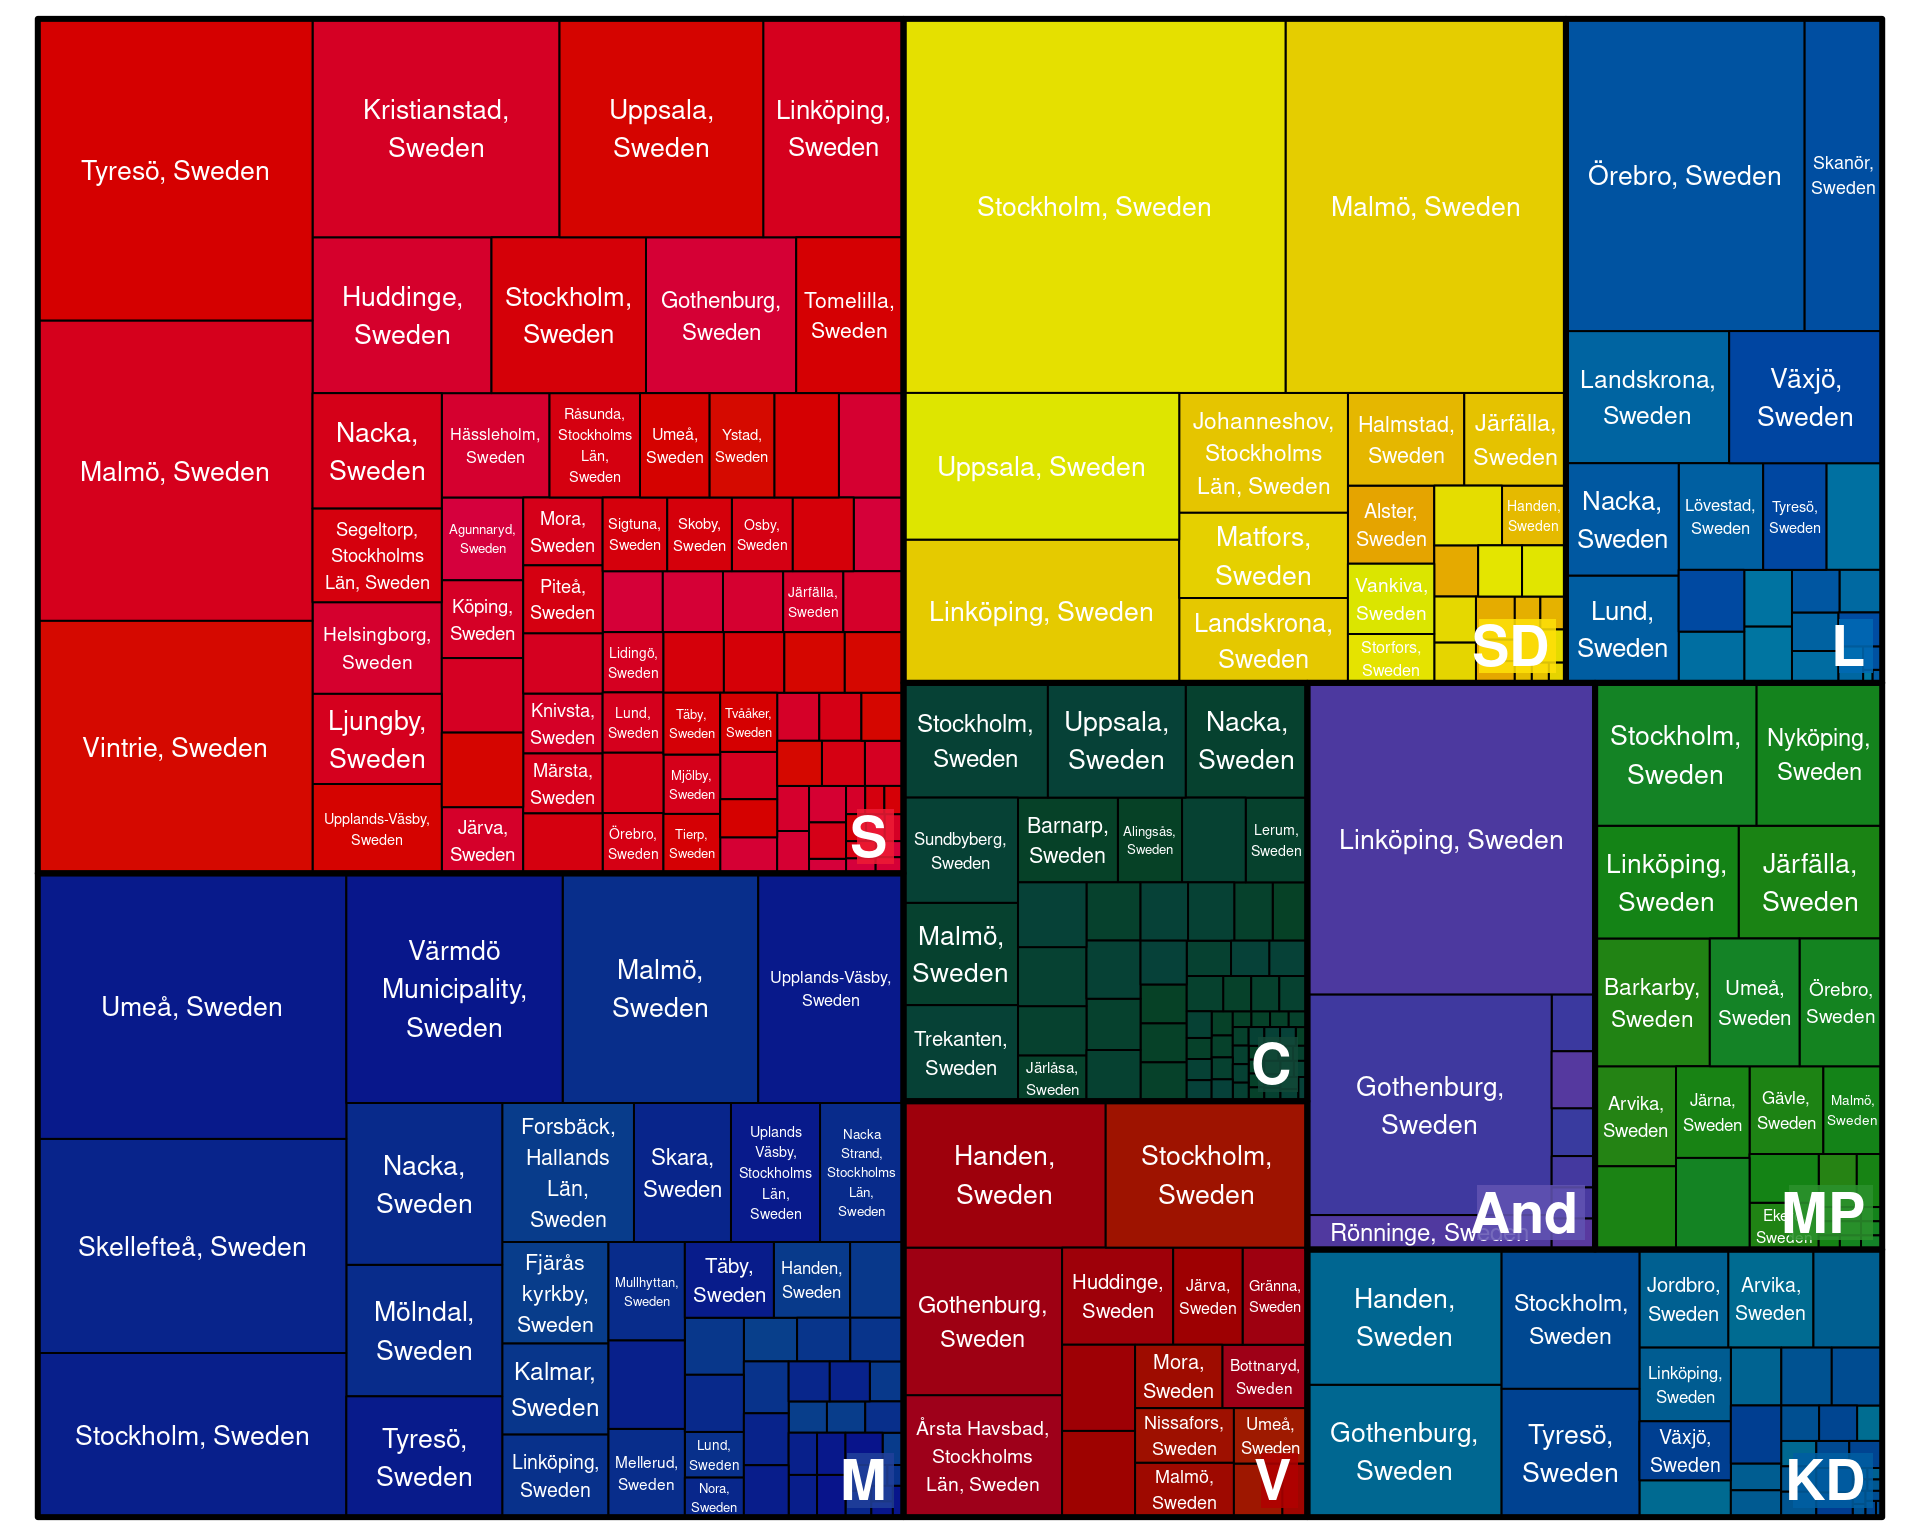 Tyresö, Sweden
Malmö, Sweden
Vintrie, Sweden
Kristianstad,
Sweden
Uppsala,
Sweden
Linköping,
Sweden
Huddinge,
Sweden
Stockholm,
Sweden
Gothenburg,
Sweden
Tomelilla,
Sweden
Nacka,
Sweden
Segeltorp,
Stockholms
Län, Sweden
Helsingborg,
Sweden
Ljungby,
Sweden
Upplands-Väsby,
Sweden
Hässleholm,
Sweden
Råsunda,
Stockholms
Län,
Sweden
Umeå,
Sweden
Ystad,
Sweden
Agunnaryd,
Sweden
Köping,
Sweden
Järva,
Sweden
Mora,
Sweden
Piteå,
Sweden
Knivsta,
Sweden
Märsta,
Sweden
Sigtuna,
Sweden
Skoby,
Sweden
Osby,
Sweden
Järfälla,
Sweden
Lidingö,
Sweden
Lund,
Sweden
Örebro,
Sweden
Täby,
Sweden
Mjölby,
Sweden
Tierp,
Sweden
Tvååker,
Sweden
S
Stockholm, Sweden
Malmö, Sweden
Uppsala, Sweden
Linköping, Sweden
Johanneshov,
Stockholms
Län, Sweden
Matfors,
Sweden
Landskrona,
Sweden
Halmstad,
Sweden
Järfälla,
Sweden
Alster,
Sweden
Handen,
Sweden
Vankiva,
Sweden
Storfors,
Sweden
SD
Örebro, Sweden
Skanör,
Sweden
Landskrona,
Sweden
Växjö,
Sweden
Nacka,
Sweden
Lund,
Sweden
Lövestad,
Sweden
Tyresö,
Sweden
L
Umeå, Sweden
Skellefteå, Sweden
Stockholm, Sweden
Värmdö
Municipality,
Sweden
Malmö,
Sweden
Upplands-Väsby,
Sweden
Nacka,
Sweden
Mölndal,
Sweden
Tyresö,
Sweden
Forsbäck,
Hallands
Län,
Sweden
Skara,
Sweden
Uplands
Väsby,
Stockholms
Län,
Sweden
Nacka
Strand,
Stockholms
Län,
Sweden
Fjärås
kyrkby,
Sweden
Kalmar,
Sweden
Linköping,
Sweden
Mullhyttan,
Sweden
Mellerud,
Sweden
Täby,
Sweden
Handen,
Sweden
Lund,
Sweden
Nora,
Sweden
M
Stockholm,
Sweden
Uppsala,
Sweden
Nacka,
Sweden
Sundbyberg,
Sweden
Malmö,
Sweden
Trekanten,
Sweden
Barnarp,
Sweden
Alingsås,
Sweden
Lerum,
Sweden
Järlåsa,
Sweden
C
Handen,
Sweden
Stockholm,
Sweden
Gothenburg,
Sweden
Årsta Havsbad,
Stockholms
Län, Sweden
Huddinge,
Sweden
Järva,
Sweden
Gränna,
Sweden
Mora,
Sweden
Bottnaryd,
Sweden
Nissafors,
Sweden
Umeå,
Sweden
Malmö,
Sweden
V
Linköping, Sweden
Gothenburg,
Sweden
Rönninge, Sweden
And
Stockholm,
Sweden
Nyköping,
Sweden
Linköping,
Sweden
Järfälla,
Sweden
Barkarby,
Sweden
Umeå,
Sweden
Örebro,
Sweden
Arvika,
Sweden
Järna,
Sweden
Gävle,
Sweden
Malmö,
Sweden
Sweden
MP
Handen,
Sweden
Gothenburg,
Sweden
Stockholm,
Sweden
Tyresö,
Sweden
Jordbro,
Sweden
Arvika,
Sweden
Linköping,
Sweden
Växjö,
Sweden
KD